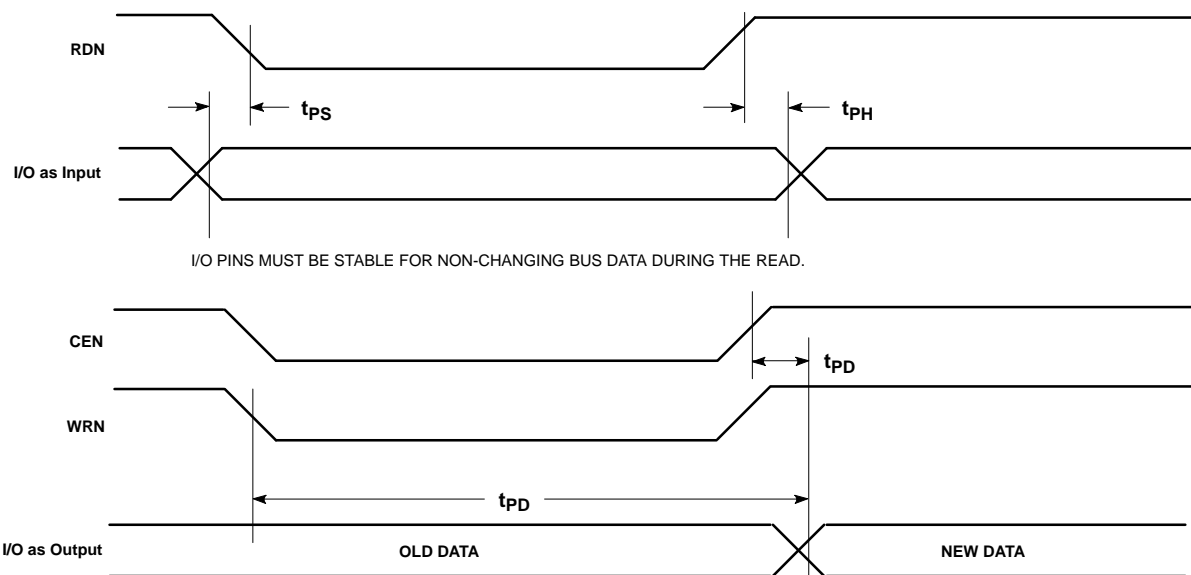 RDN
tPS
tPH
I/O as Input
I/O PINS MUST BE STABLE FOR NON-CHANGING BUS DATA DURING THE READ.
CEN
tPD
WRN
tPD
I/O as Output
OLD DATA
NEW DATA